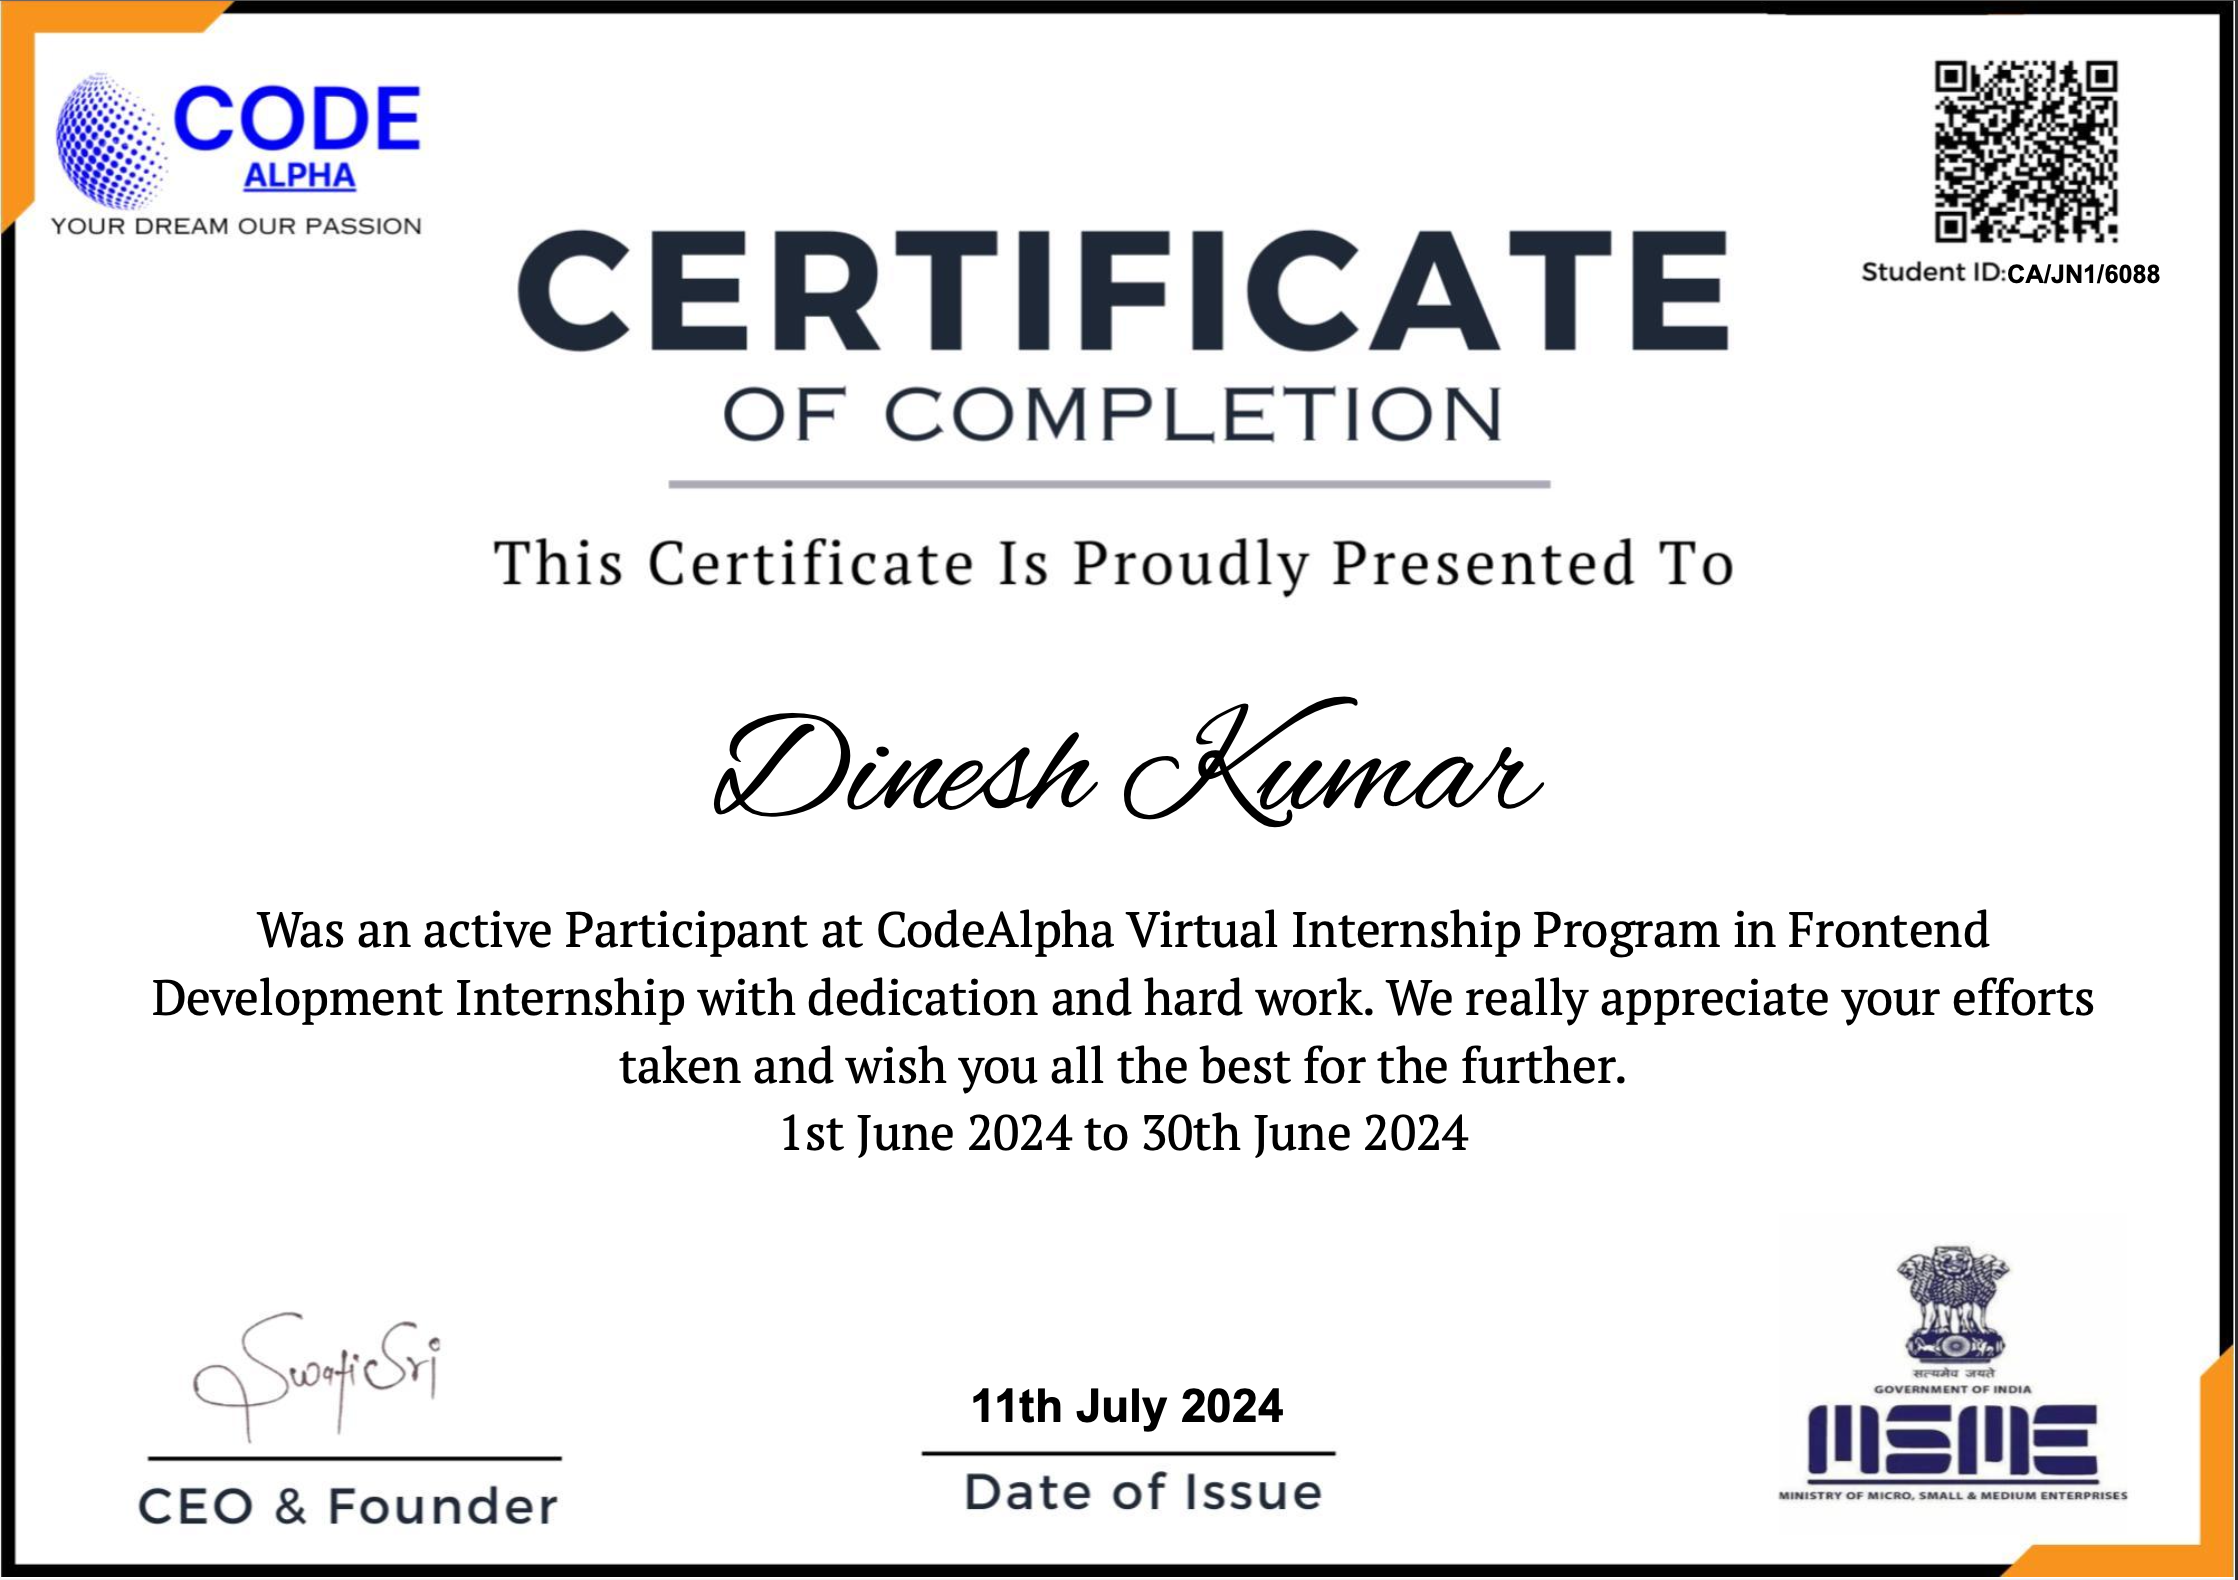 CODE
ALPHA
YOUR DREAM OUR PASSION
Student ID:CA/JN1/6088
CERTIFICATE
OF COMPLETION
This Certificate Is Proudly Presented To
Dinesh Kumar
Was an active Participant at CodeAlpha Virtual Internship Program in Frontend
Development Internship with dedication and hard work. We really appreciate your efforts
taken and wish you all the best for the further.
1st June 2024 to 30th June 2024
Swati Sri
CEO & Founder
11th July 2024
Date of Issue
सत्यमेव जयते
GOVERNMENT OF INDIA
MSME
MINISTRY OF MICRO, SMALL & MEDIUM ENTERPRISES